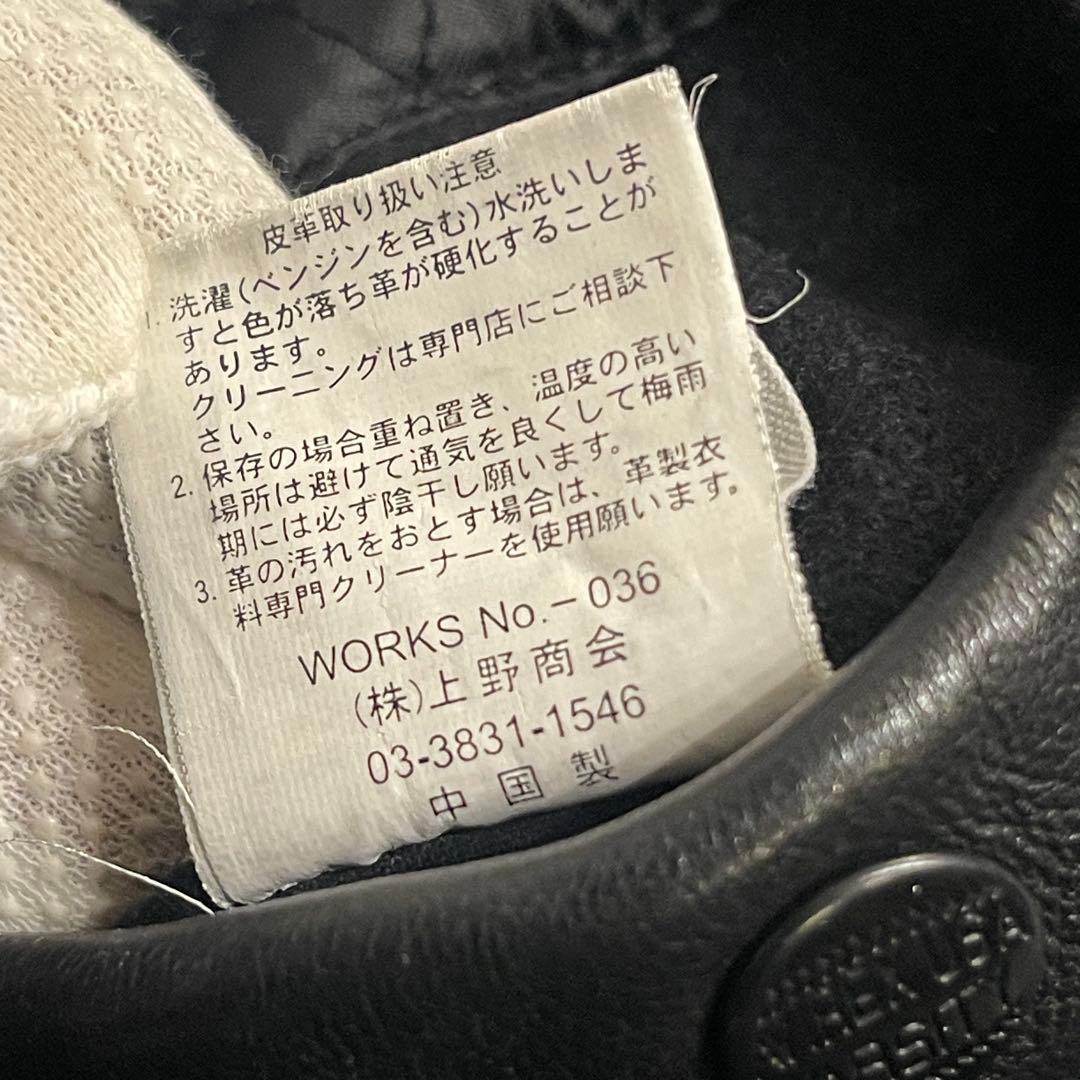 皮革取り扱い注意
1. 洗濯(ベンジンを含む)水洗いしま
すと色が落ち革が硬化することが
あります。
クリーニングは専門店にご相談下
さい。
2. 保存の場合重ね置き、温度の高い
場所は避けて通気を良くして梅雨
期には必ず陰干し願います。
3. 革の汚れをおとす場合は、革製衣
料専門クリーナーを使用願います。
WORKS No.－036
(株)上野商会
03-3831-1546
中国製
USA